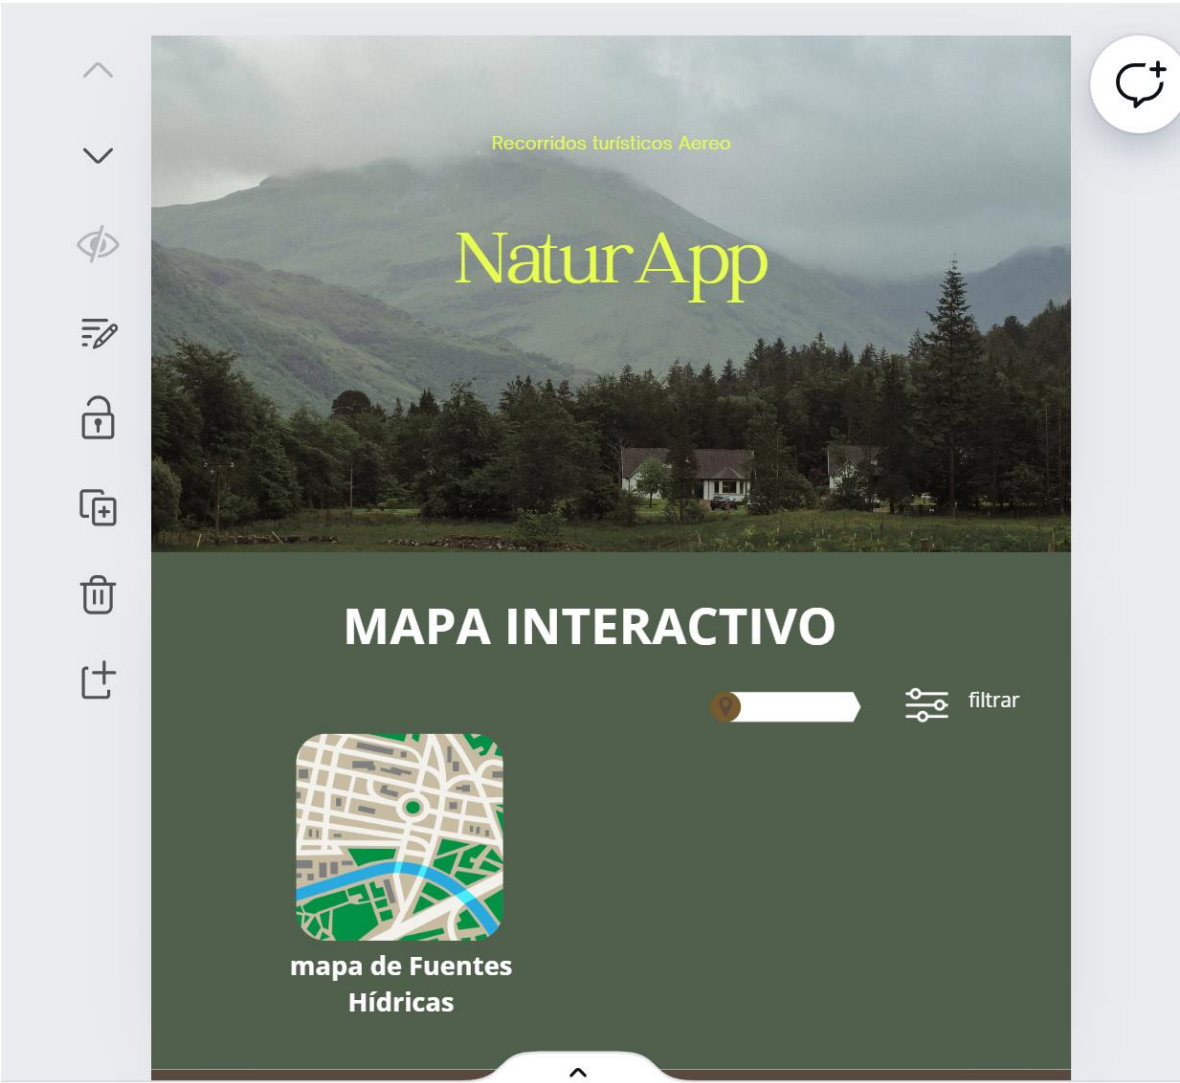 Recorridos turísticos Aereo
NaturApp
MAPA INTERACTIVO
filtrar
mapa de Fuentes
Hídricas